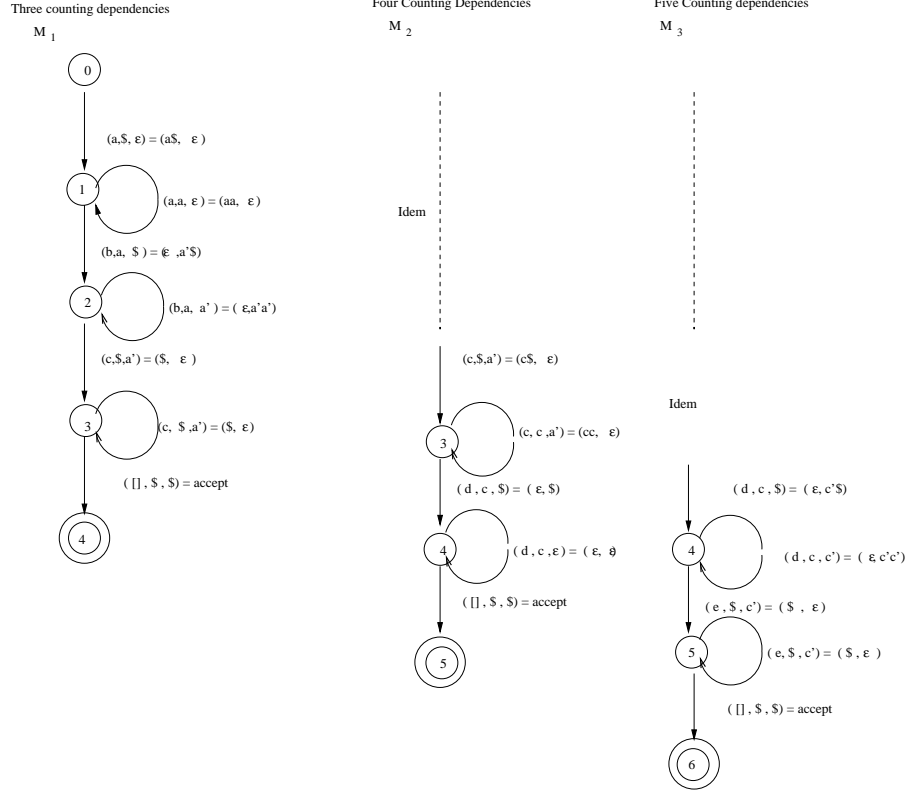 Three counting dependencies
M 1
0
(a,$, ε) = (a$, ε )
1
(a,a, ε ) = (aa, ε)
(b,a, $ ) = (ε ,a'$)
2
(b,a, a' ) = ( ε,a'a')
(c,$,a') = ($, ε )
3
(c, $ ,a') = ($, ε)
( [] , $ , $) = accept
4
Four Counting Dependencies
M 2
Idem
(c,$,a') = (c$, ε)
3
(c, c ,a') = (cc, ε)
( d , c , $) = ( ε, $)
4
( d , c , ε) = ( ε, ε)
( [] , $ , $) = accept
5
Five Counting dependencies
M 3
Idem
( d , c , $) = ( ε, c'$)
4
( d , c , c') = ( ε, c'c')
( e , $ , c') = ( $ , ε)
5
( e, $ , c') = ( $ , ε )
( [] , $ , $) = accept
6